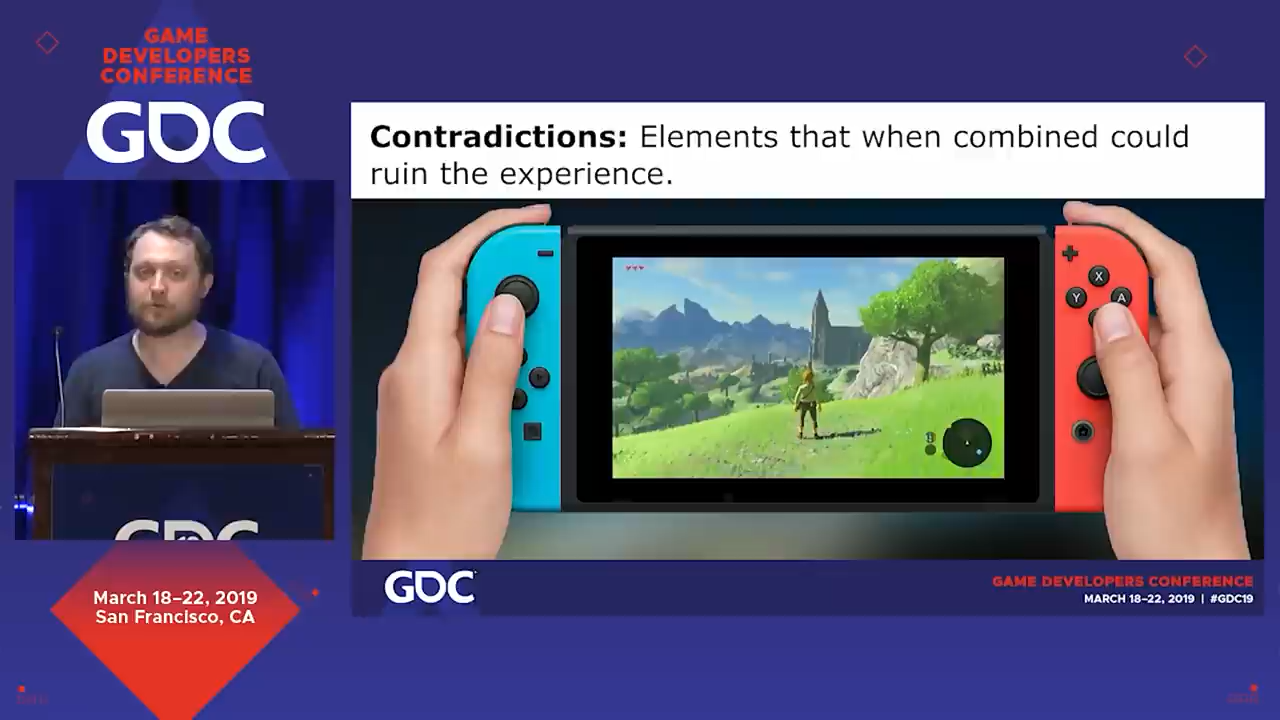 GAME
DEVELOPERS
CONFERENCE
GDC
Contradictions: Elements that when combined could
ruin the experience.
X
Y
A
GDC
March 18–22, 2019
San Francisco, CA
GDC
GAME DEVELOPERS CONFERENCE
MARCH 18–22, 2019 | #GDC19